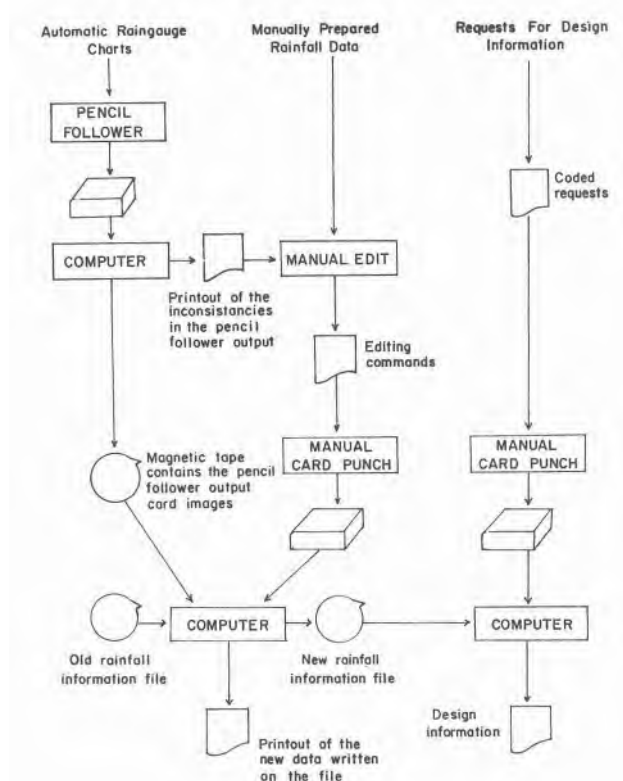 Automatic Raingauge
Charts
Manually Prepared
Rainfall Data
Requests For Design
Information
PENCIL
FOLLOWER
Coded
requests
COMPUTER
MANUAL EDIT
Printout of the
inconsistancies
in the pencil
follower output
Editing
commands
MANUAL
CARD PUNCH
MANUAL
CARD PUNCH
Magnetic tape
contains the pencil
follower output
card images
COMPUTER
COMPUTER
Old rainfall
information file
New rainfall
information file
Design
information
Printout of the
new data written
on the file